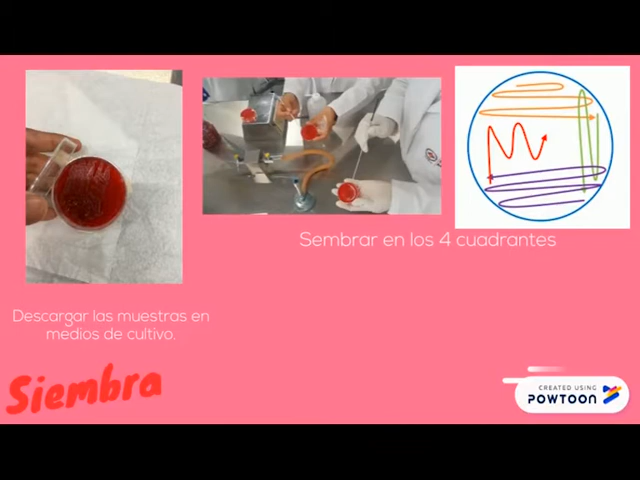 Sembrar en los 4 cuadrantes
Descargar las muestras en
medios de cultivo.
Siembra
CREATED USING
POWTOON